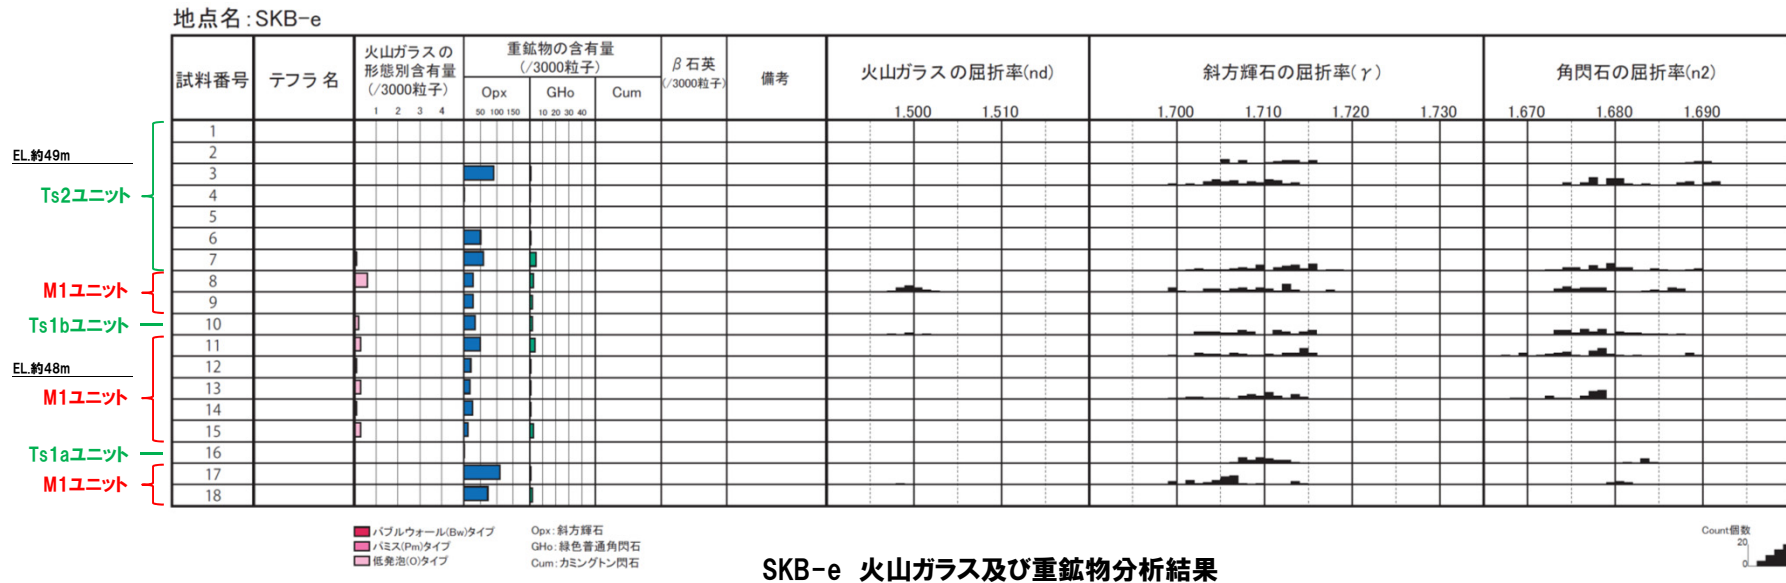 地点名:SKB-e
試料番号 テフラ名 火山ガラスの形態別含有量(/3000粒子) 重鉱物の含有量(/3000粒子) β石英(/3000粒子) 備考 火山ガラスの屈折率(nd) 斜方輝石の屈折率(γ) 角閃石の屈折率(n2)
Opx GHo Cum
1 2 3 4 50 100 150 10 20 30 40 1.500 1.510 1.700 1.710 1.720 1.730 1.670 1.680 1.690
1
2
EL.約49m
3
Ts2ユニット 4
5
6
7
8
M1ユニット
9
Ts1bユニット 10
11
12
EL.約48m
13
M1ユニット
14
15
Ts1aユニット 16
17
M1ユニット
18
バブルウォール(Bw)タイプ Opx:斜方輝石
パミス(Pm)タイプ GHo:緑色普通角閃石
低発泡(O)タイプ Cum:カミングトン閃石
Count個数
20
0
SKB-e 火山ガラス及び重鉱物分析結果